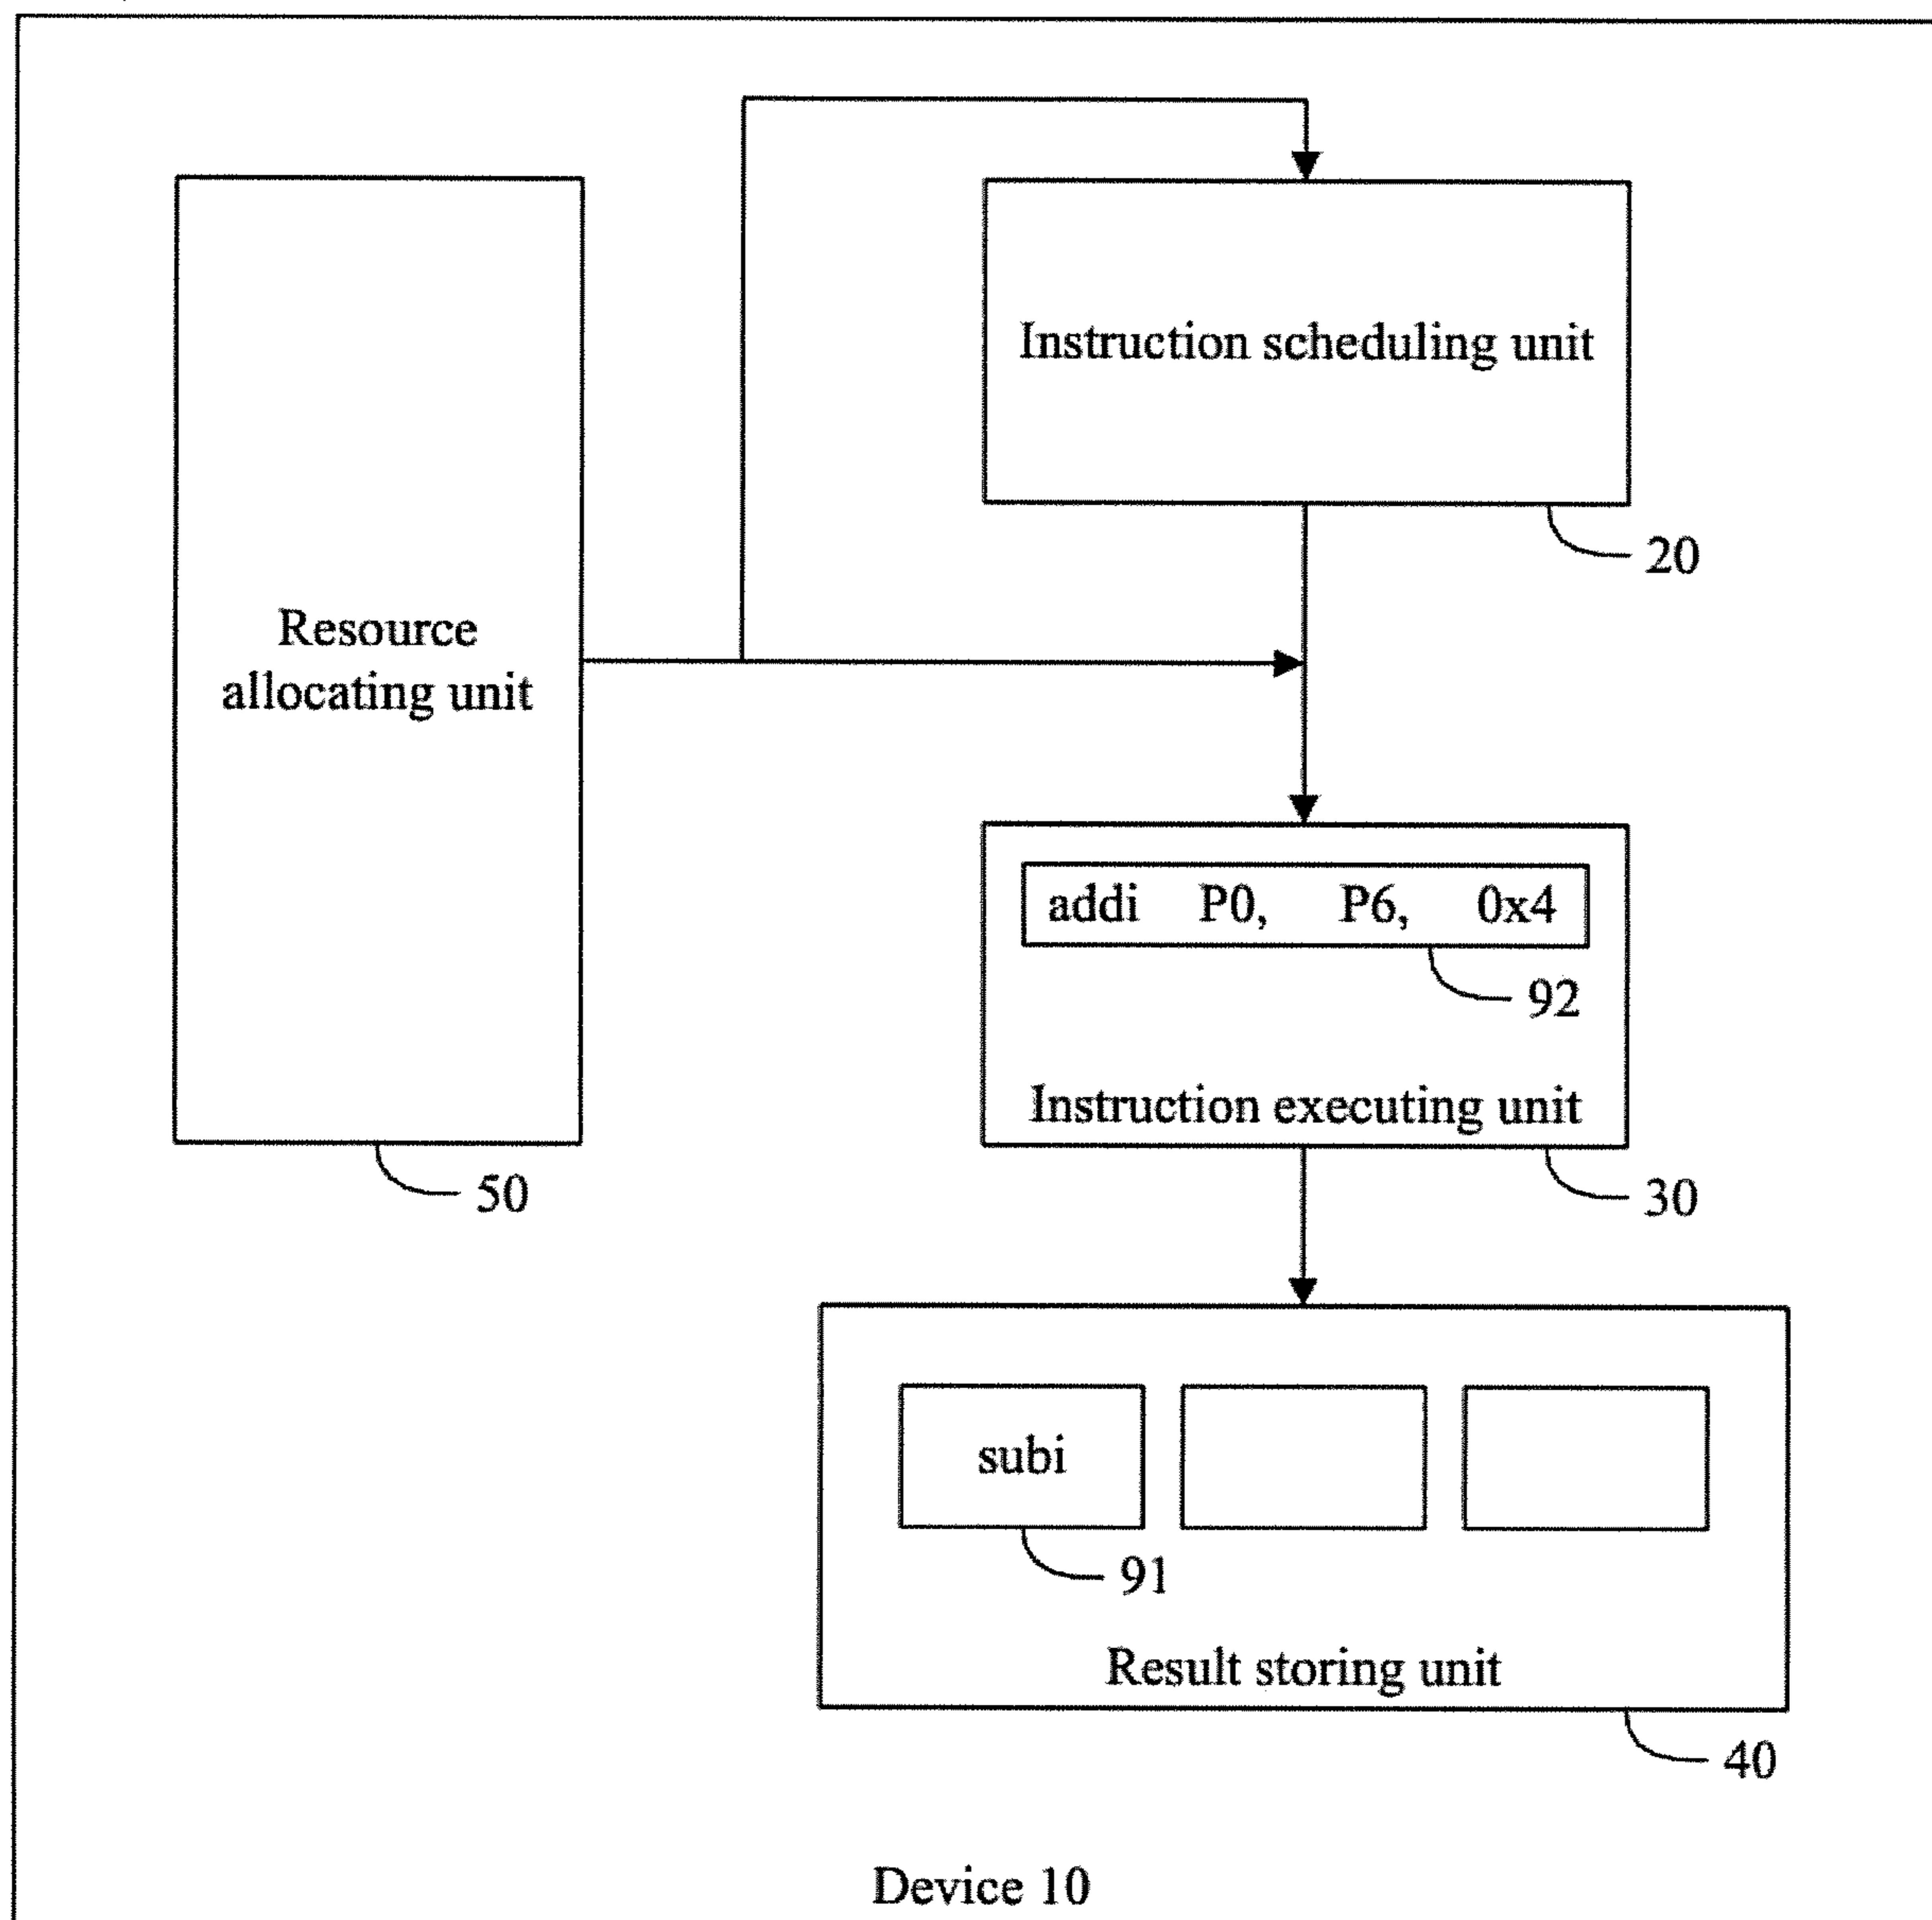 Instruction scheduling unit
20
Resource
allocating unit
50
addi P0, P6, 0x4
92
Instruction executing unit
30
subi
91
Result storing unit
40
Device 10